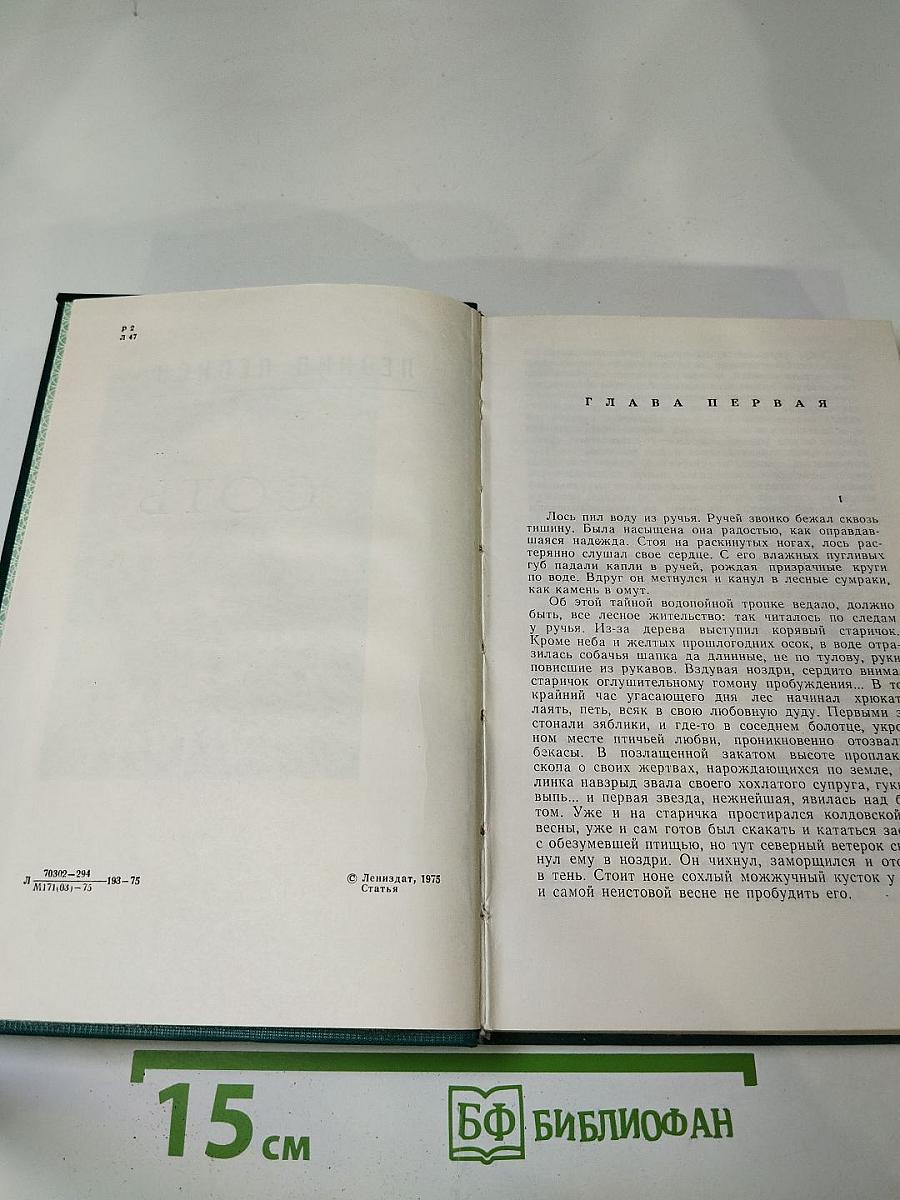 Р 2
Л 47
70302—294
Л ———193—75
М171(03)—75
© Лениздат, 1975
Статья
ГЛАВА ПЕРВАЯ
1
Лось пил воду из ручья. Ручей звонко бежал сквозь
тишину. Была насыщена она радостью, как оправдав-
шаяся надежда. Стоя на раскинутых ногах, лось рас-
терянно слушал свое сердце. С его влажных пугливых
губ падали капли в ручей, рождая призрачные круги
по воде. Вдруг он метнулся и канул в лесные сумраки,
как камень в омут.
Об этой тайной водопойной тропке ведало, должно
быть, все лесное жительство: так читалось по следам
у ручья. Из-за дерева выступил корявый старичок.
Кроме неба и желтых прошлогодних осок, в воде отра-
зилась собачья шапка да длинные, не по тулову, руки
повисшие из рукавов. Вздувая ноздри, сердито внима
старичок оглушительному гомону пробуждения... В то
крайний час угасающего дня лес начинал хрюкат
лаять, петь, всяк в свою любовную дуду. Первыми з
стонали зяблики, и где-то в соседнем болотце, укро
ном месте птичьей любви, проникновенно отозвал
бекасы. В позлащенной закатом высоте проплак
скопа о своих жертвах, нарождающихся по земле,
линка навзрыд звала своего хохлатого супруга, гук
выпь... и первая звезда, нежнейшая, явилась над б
том. Уже и на старичка простирался колдовской
весны, уже и сам готов был скакать и кататься за
с обезумевшей птицью, но тут северный ветерок с
нул ему в ноздри. Он чихнул, заморщился и ото
в тень. Стоит ноне сохлый можжучный кусток у
и самой неистовой весне не пробудить его.
15 см
БФ БИБЛИОФАН